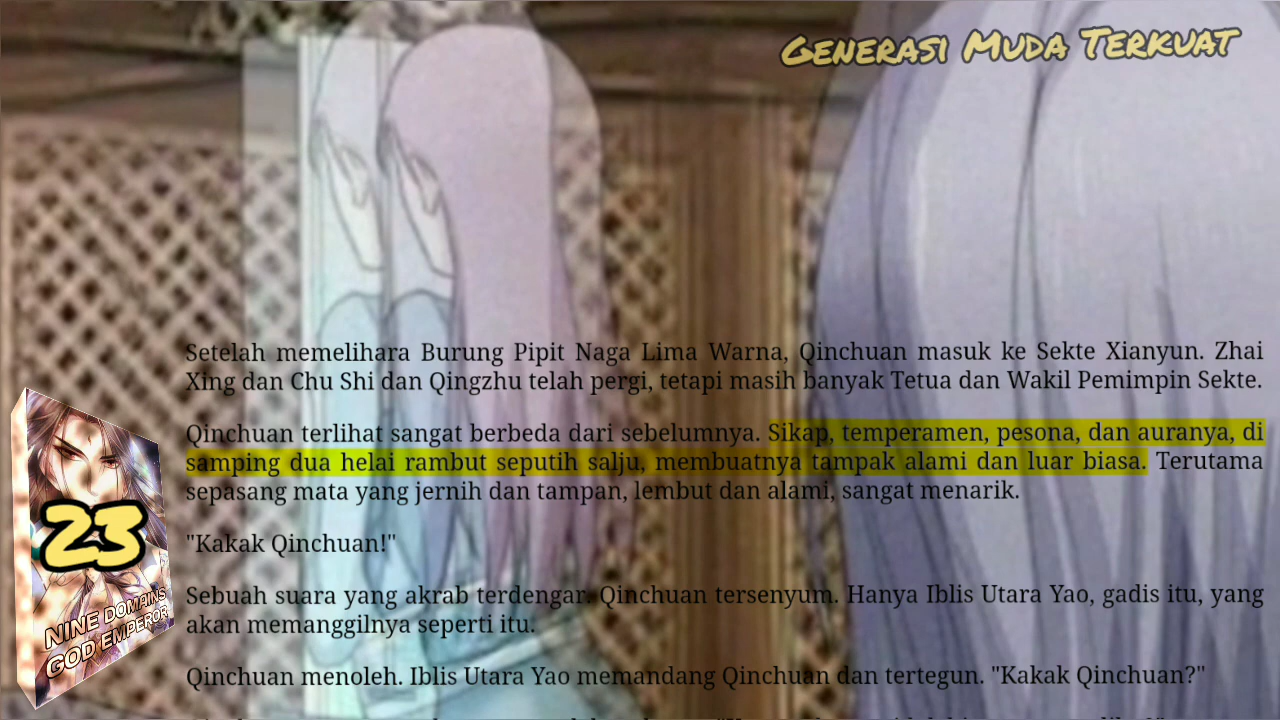 Generasi Muda Terkuat
Setelah memelihara Burung Pipit Naga Lima Warna, Qinchuan masuk ke Sekte Xianyun. Zhai
Xing dan Chu Shi dan Qingzhu telah pergi, tetapi masih banyak Tetua dan Wakil Pemimpin Sekte.
Qinchuan terlihat sangat berbeda dari sebelumnya. Sikap, temperamen, pesona, dan auranya, di
samping dua helai rambut seputih salju, membuatnya tampak alami dan luar biasa. Terutama
sepasang mata yang jernih dan tampan, lembut dan alami, sangat menarik.
"Kakak Qinchuan!"
Sebuah suara yang akrab terdengar. Qinchuan tersenyum. Hanya Iblis Utara Yao, gadis itu, yang
akan memanggilnya seperti itu.
Qinchuan menoleh. Iblis Utara Yao memandang Qinchuan dan tertegun. "Kakak Qinchuan?"
23
NINE DOMAINS
GOD EMPEROR